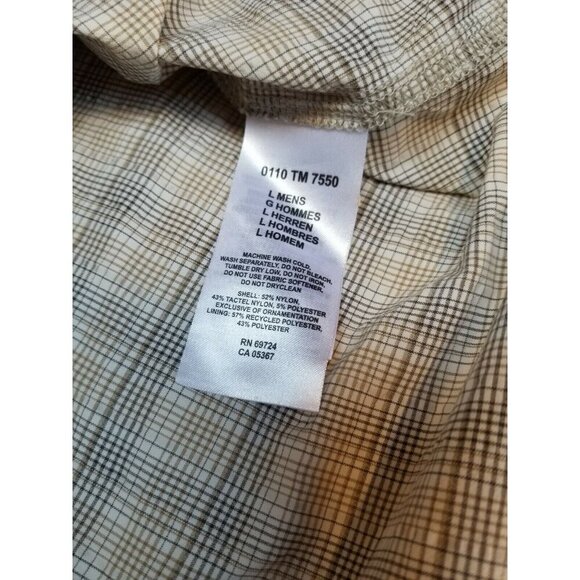 0110 TM 7550
L MENS
G HOMMES
L HERREN
L HOMBRES
L HOMEM
MACHINE WASH COLD,
WASH SEPARATELY, DO NOT BLEACH,
TUMBLE DRY LOW, DO NOT IRON,
DO NOT USE FABRIC SOFTENER,
DO NOT DRYCLEAN
SHELL: 52% NYLON,
43% TACTEL NYLON, 5% POLYESTER
EXCLUSIVE OF ORNAMENTATION
LINING: 57% RECYCLED POLYESTER,
43% POLYESTER
RN 69724
CA 05367